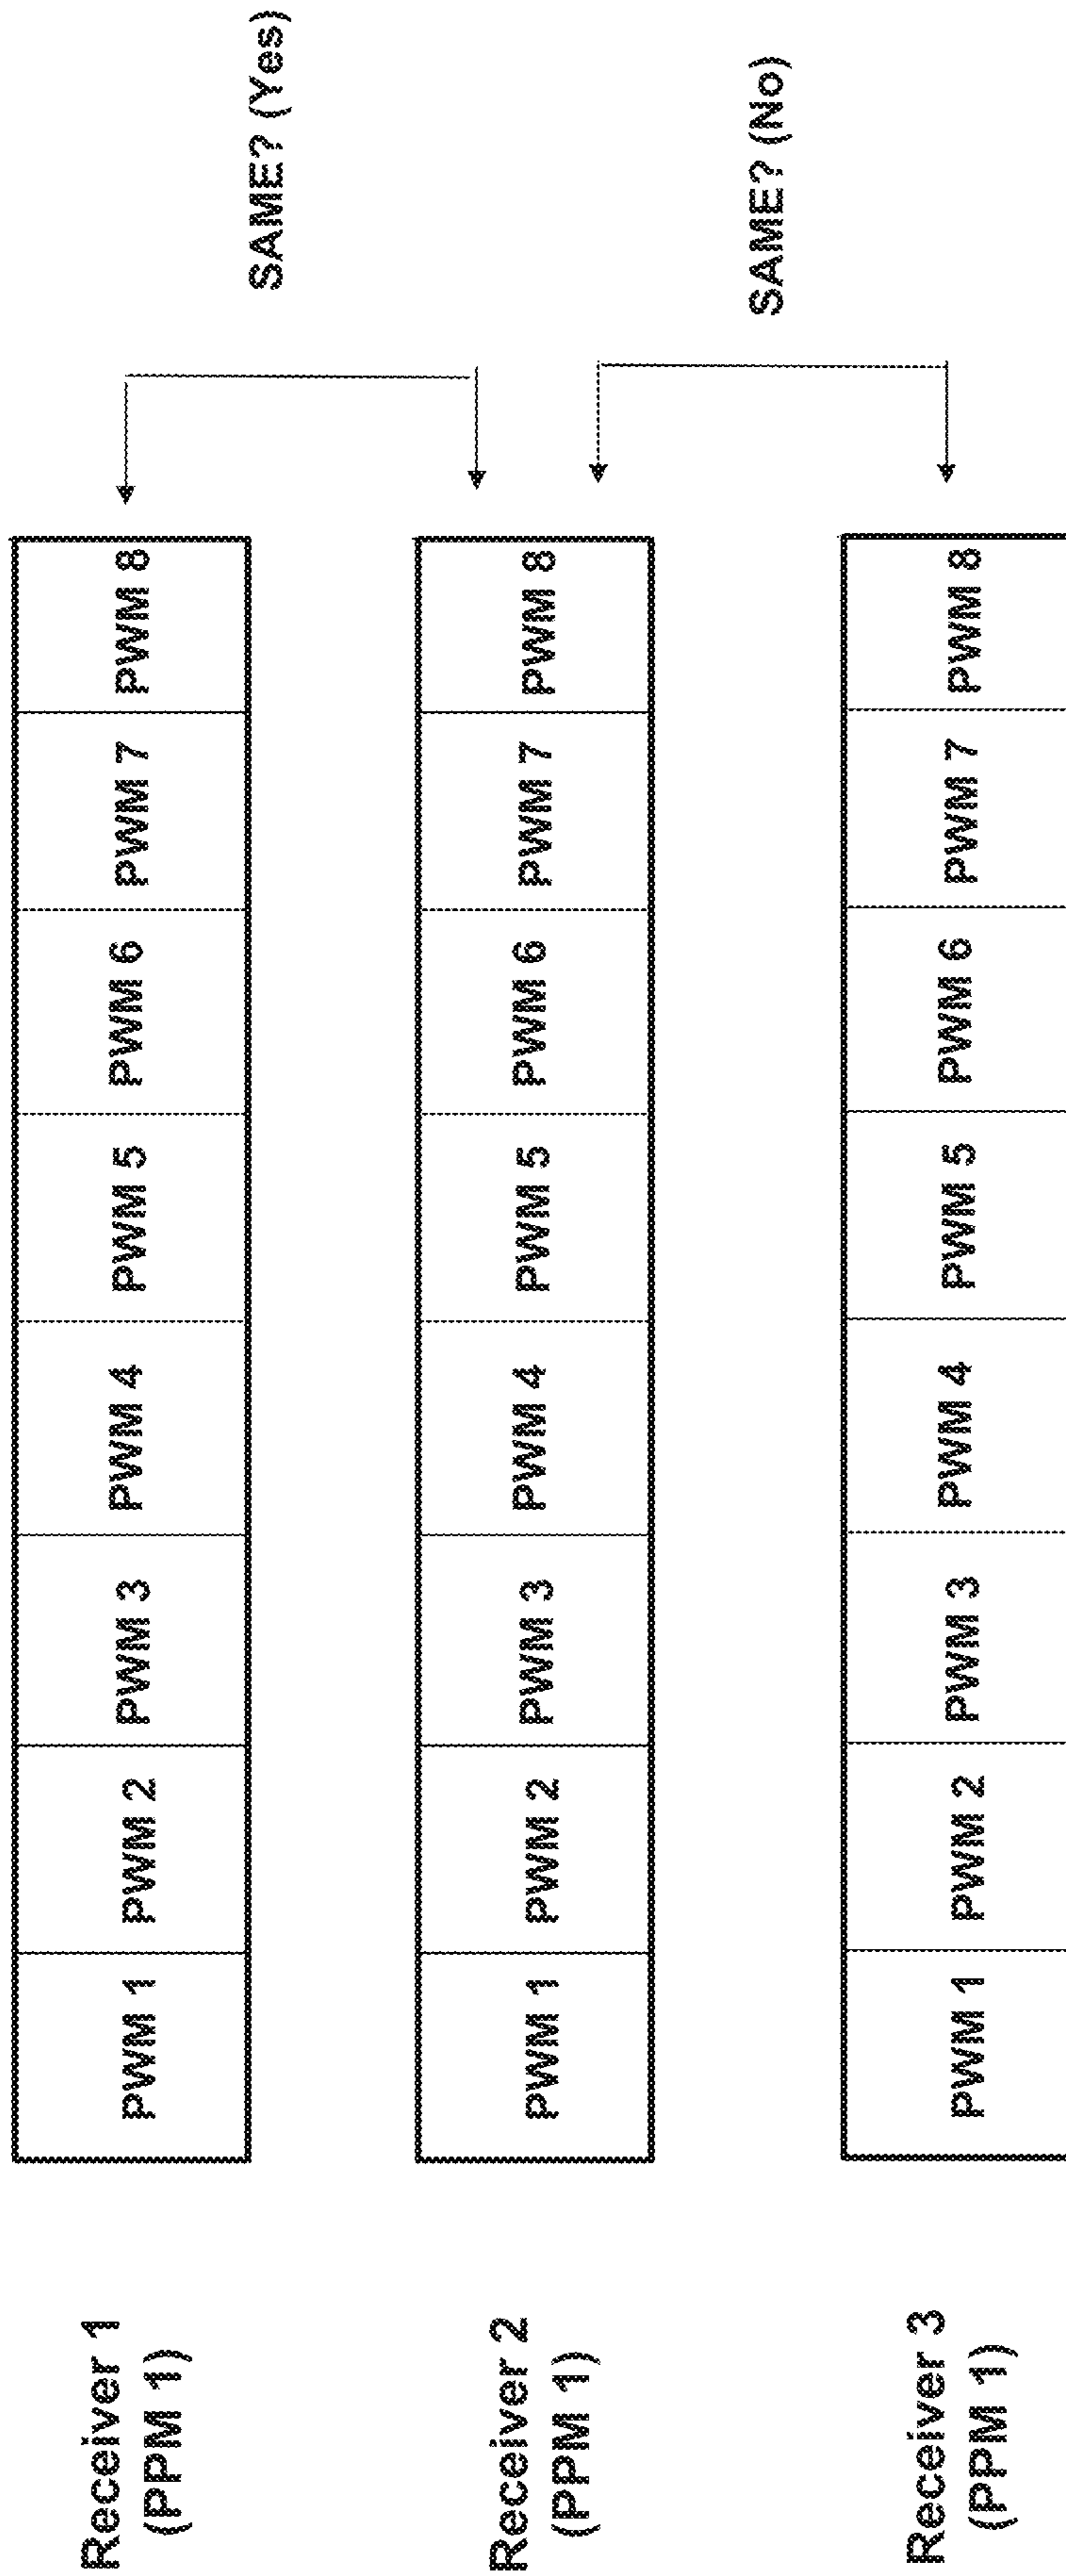 Receiver 1
(PPM 1)
PWM 1
PWM 2
PWM 3
PWM 4
PWM 5
PWM 6
PWM 7
PWM 8
SAME? (Yes)
Receiver 2
(PPM 1)
PWM 1
PWM 2
PWM 3
PWM 4
PWM 5
PWM 6
PWM 7
PWM 8
SAME? (No)
Receiver 3
(PPM 1)
PWM 1
PWM 2
PWM 3
PWM 4
PWM 5
PWM 6
PWM 7
PWM 8